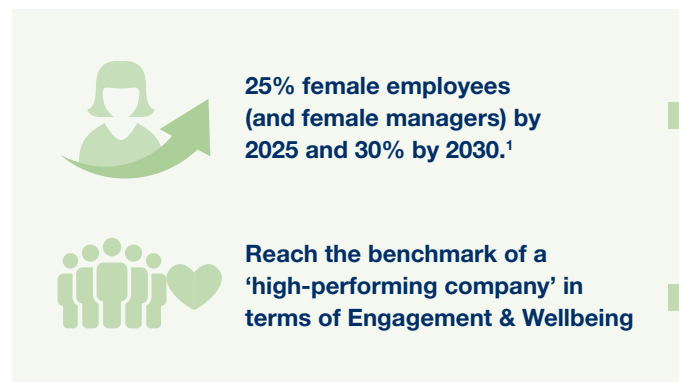 25% female employees
(and female managers) by
2025 and 30% by 2030.¹
Reach the benchmark of a
‘high-performing company’ in
terms of Engagement & Wellbeing